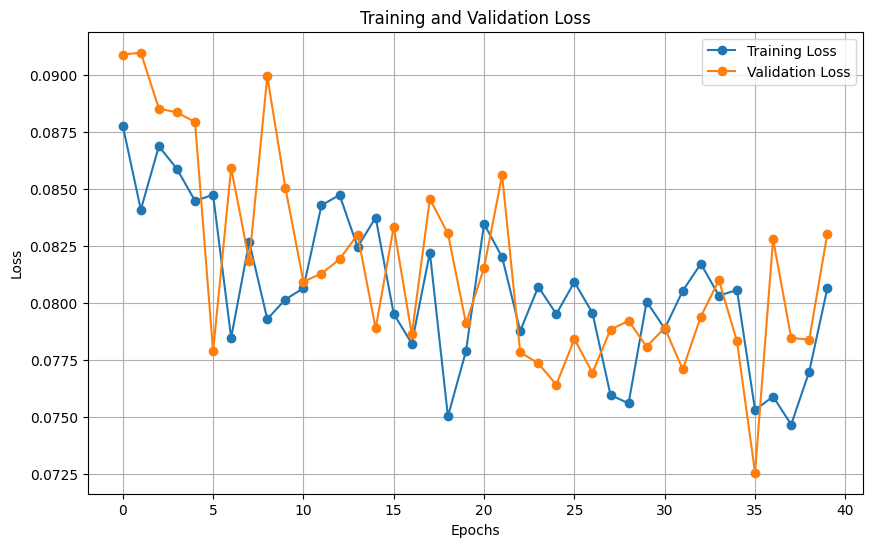 Training and Validation Loss
Training Loss
Validation Loss
0.0900
0.0875
0.0850
0.0825
0.0800
0.0775
0.0750
0.0725
Loss
0 5 10 15 20 25 30 35 40
Epochs